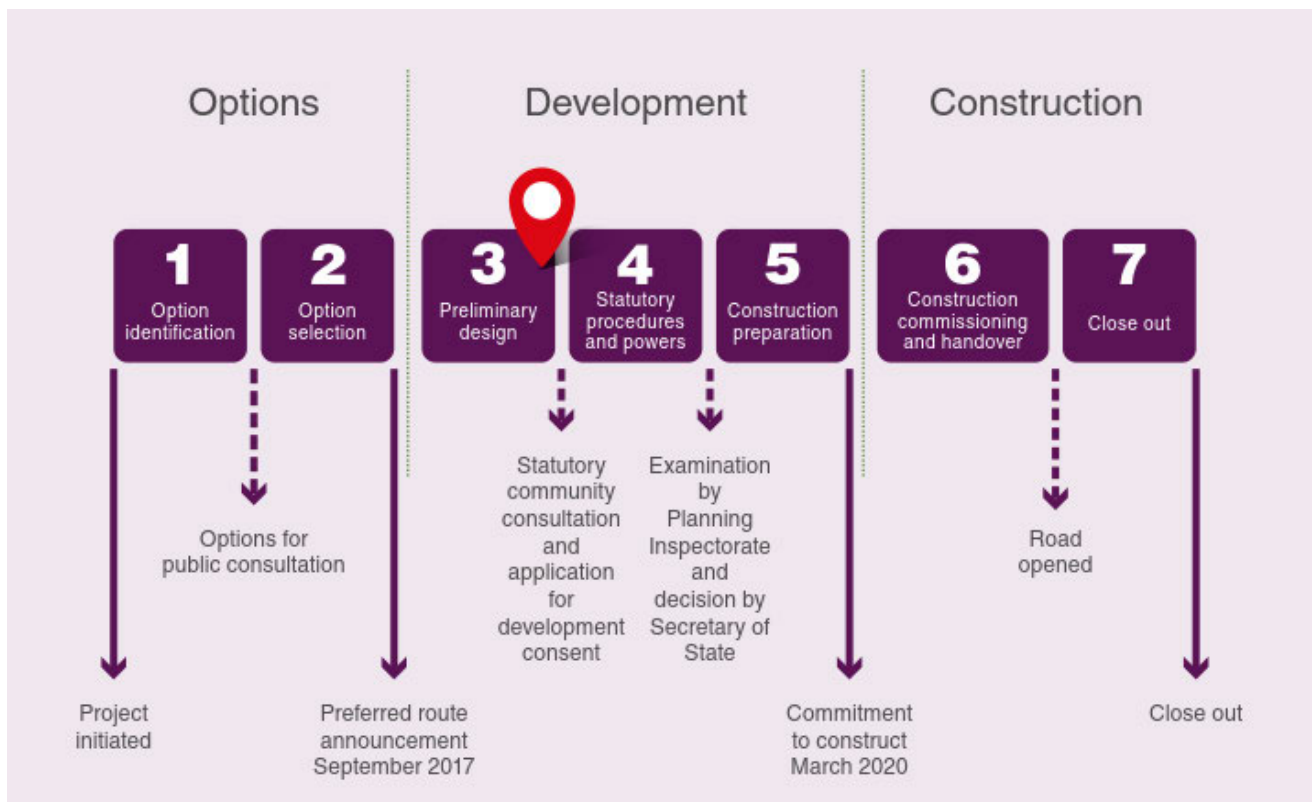 Options
Development
Construction
1
Option
identification
2
Option
selection
3
Preliminary
design
4
Statutory
procedures
and powers
5
Construction
preparation
6
Construction
commissioning
and handover
7
Close out
Options for
public consultation
Statutory
community
consultation
and
application
for
development
consent
Examination
by
Planning
Inspectorate
and
decision by
Secretary of
State
Road
opened
Project
initiated
Preferred route
announcement
September 2017
Commitment
to construct
March 2020
Close out